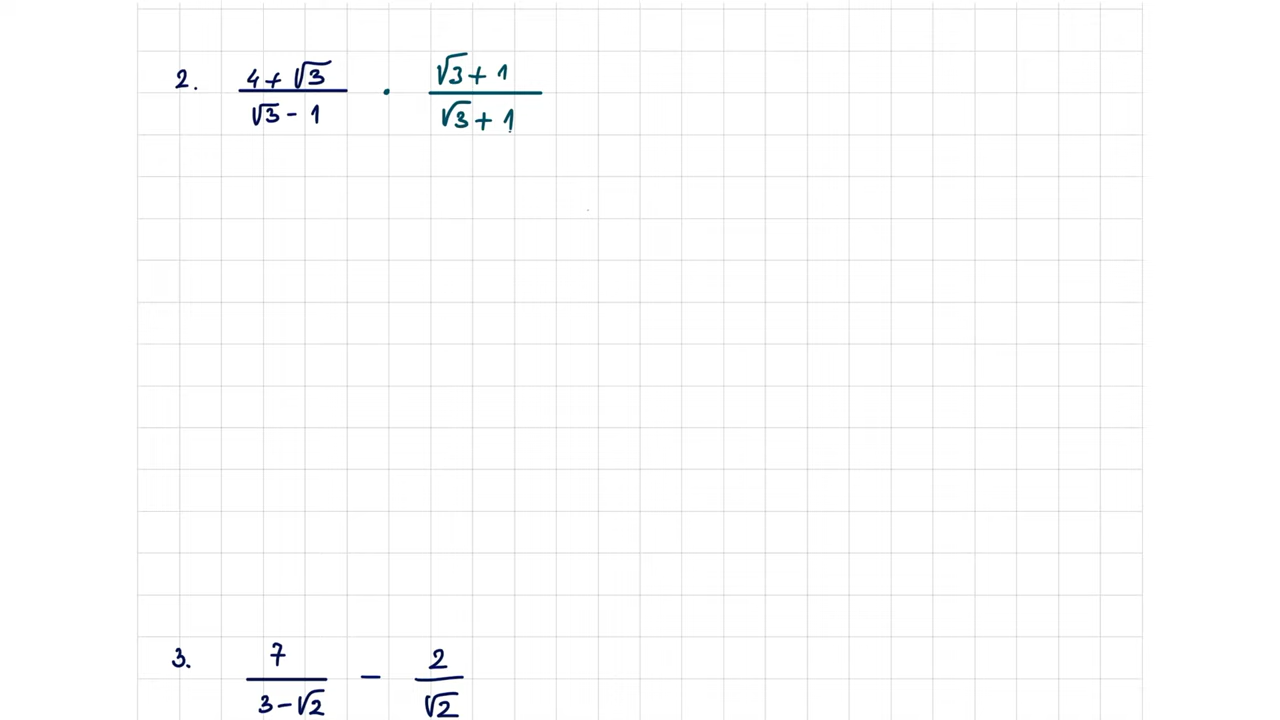 2. (4 + √3)/(√3 − 1) · (√3 + 1)/(√3 + 1)
3. 7/(3 − √2) − 2/√2